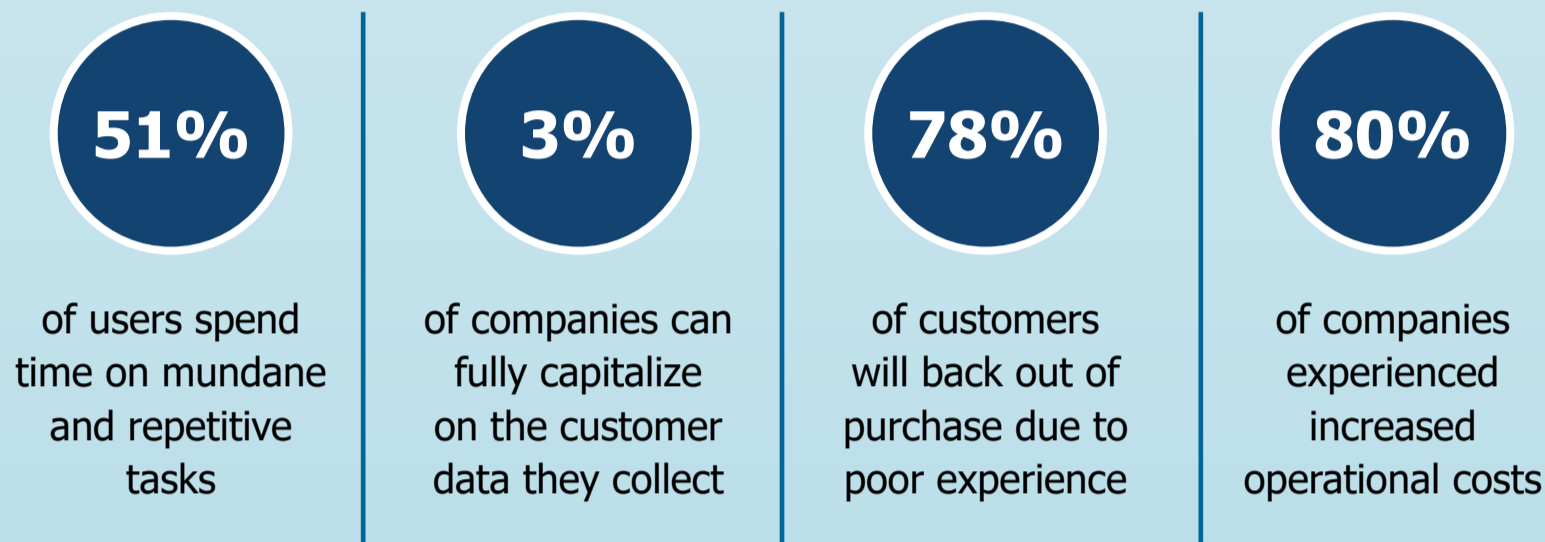 51%
of users spend
time on mundane
and repetitive
tasks
3%
of companies can
fully capitalize
on the customer
data they collect
78%
of customers
will back out of
purchase due to
poor experience
80%
of companies
experienced
increased
operational costs